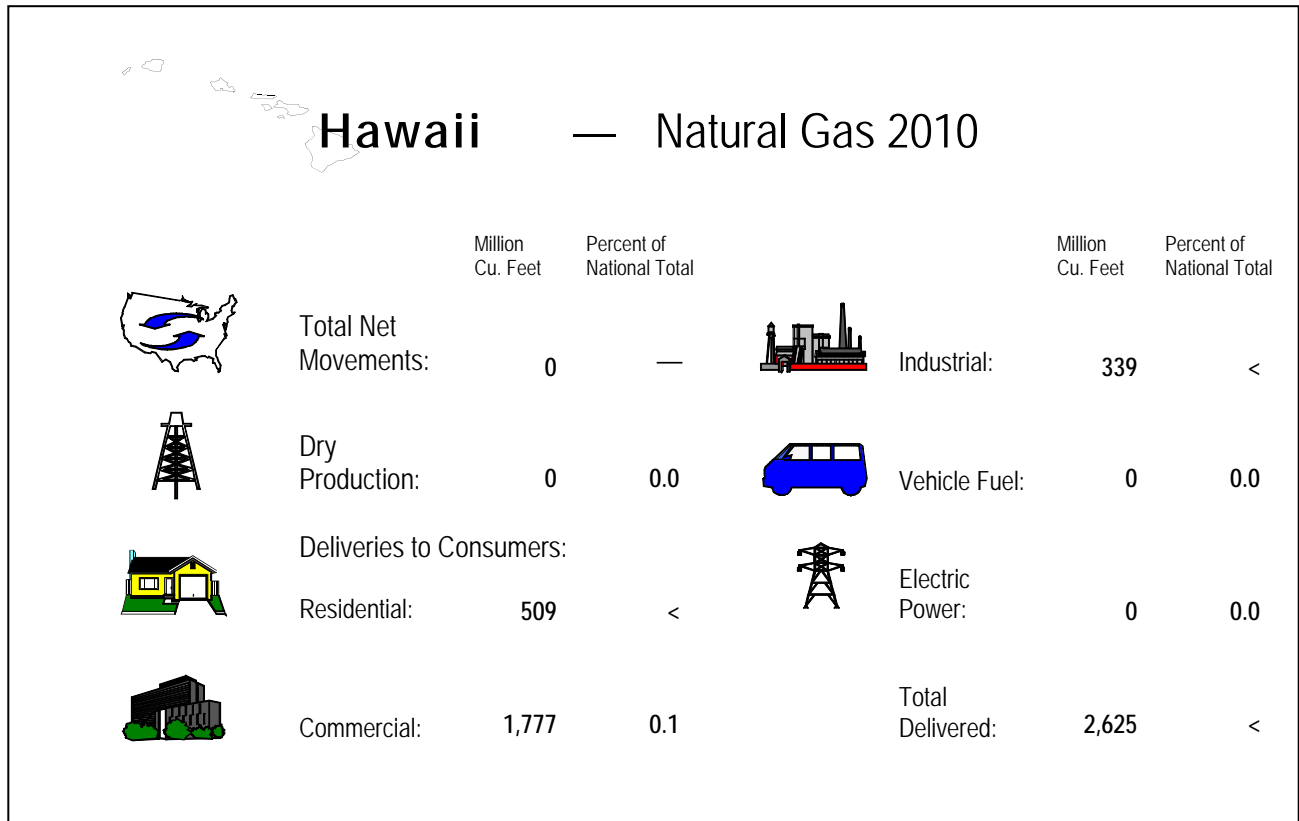 Hawaii — Natural Gas 2010
Million Percent of
Cu. Feet National Total
Total Net
Movements: 0 —
Dry
Production: 0 0.0
Deliveries to Consumers:
Residential: 509 <
Commercial: 1,777 0.1
Million Percent of
Cu. Feet National Total
Industrial: 339 <
Vehicle Fuel: 0 0.0
Electric
Power: 0 0.0
Total
Delivered: 2,625 <